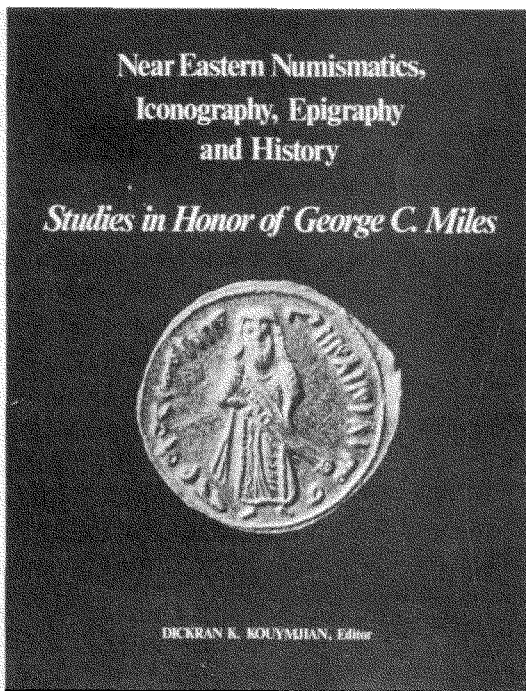 Near Eastern Numismatics,
Iconography, Epigraphy
and History
Studies in Honor of George C. Miles
DICKRAN K. KOUYMJIAN, Editor